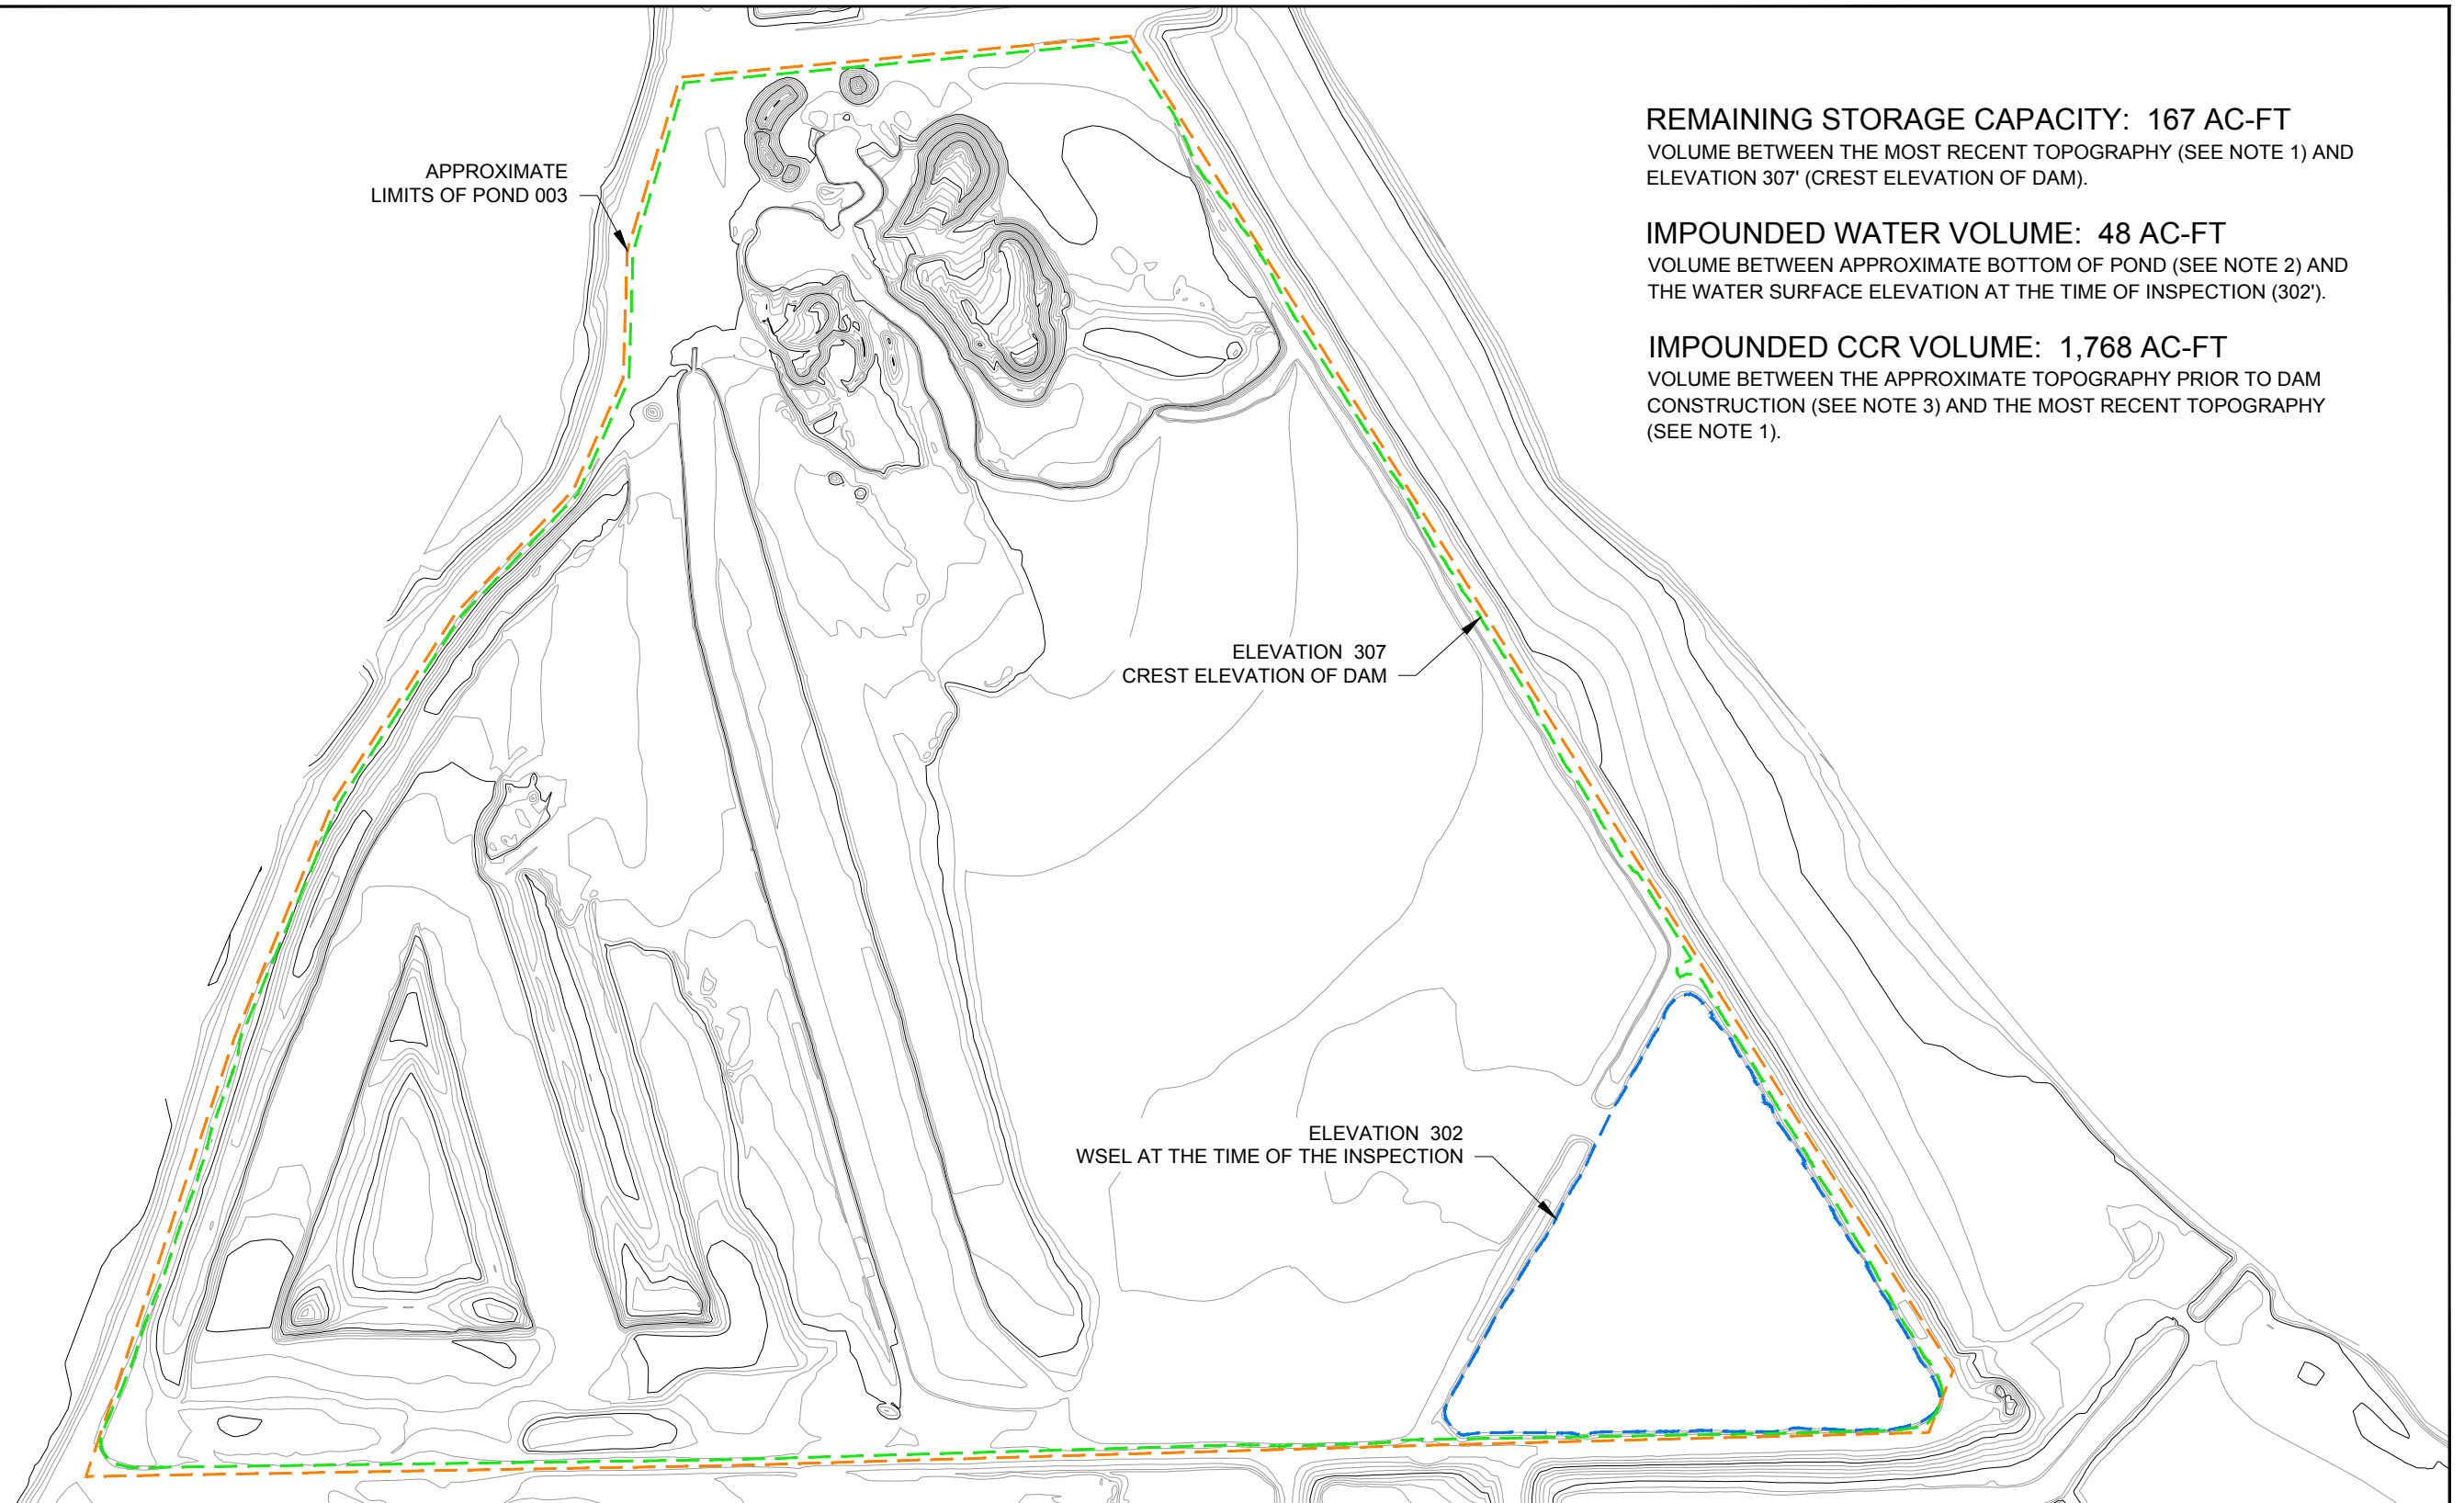 REMAINING STORAGE CAPACITY: 167 AC-FT
VOLUME BETWEEN THE MOST RECENT TOPOGRAPHY (SEE NOTE 1) AND
ELEVATION 307' (CREST ELEVATION OF DAM).
IMPOUNDED WATER VOLUME: 48 AC-FT
VOLUME BETWEEN APPROXIMATE BOTTOM OF POND (SEE NOTE 2) AND
THE WATER SURFACE ELEVATION AT THE TIME OF INSPECTION (302').
IMPOUNDED CCR VOLUME: 1,768 AC-FT
VOLUME BETWEEN THE APPROXIMATE TOPOGRAPHY PRIOR TO DAM
CONSTRUCTION (SEE NOTE 3) AND THE MOST RECENT TOPOGRAPHY
(SEE NOTE 1).
APPROXIMATE
LIMITS OF POND 003
ELEVATION 307
CREST ELEVATION OF DAM
ELEVATION 302
WSEL AT THE TIME OF THE INSPECTION